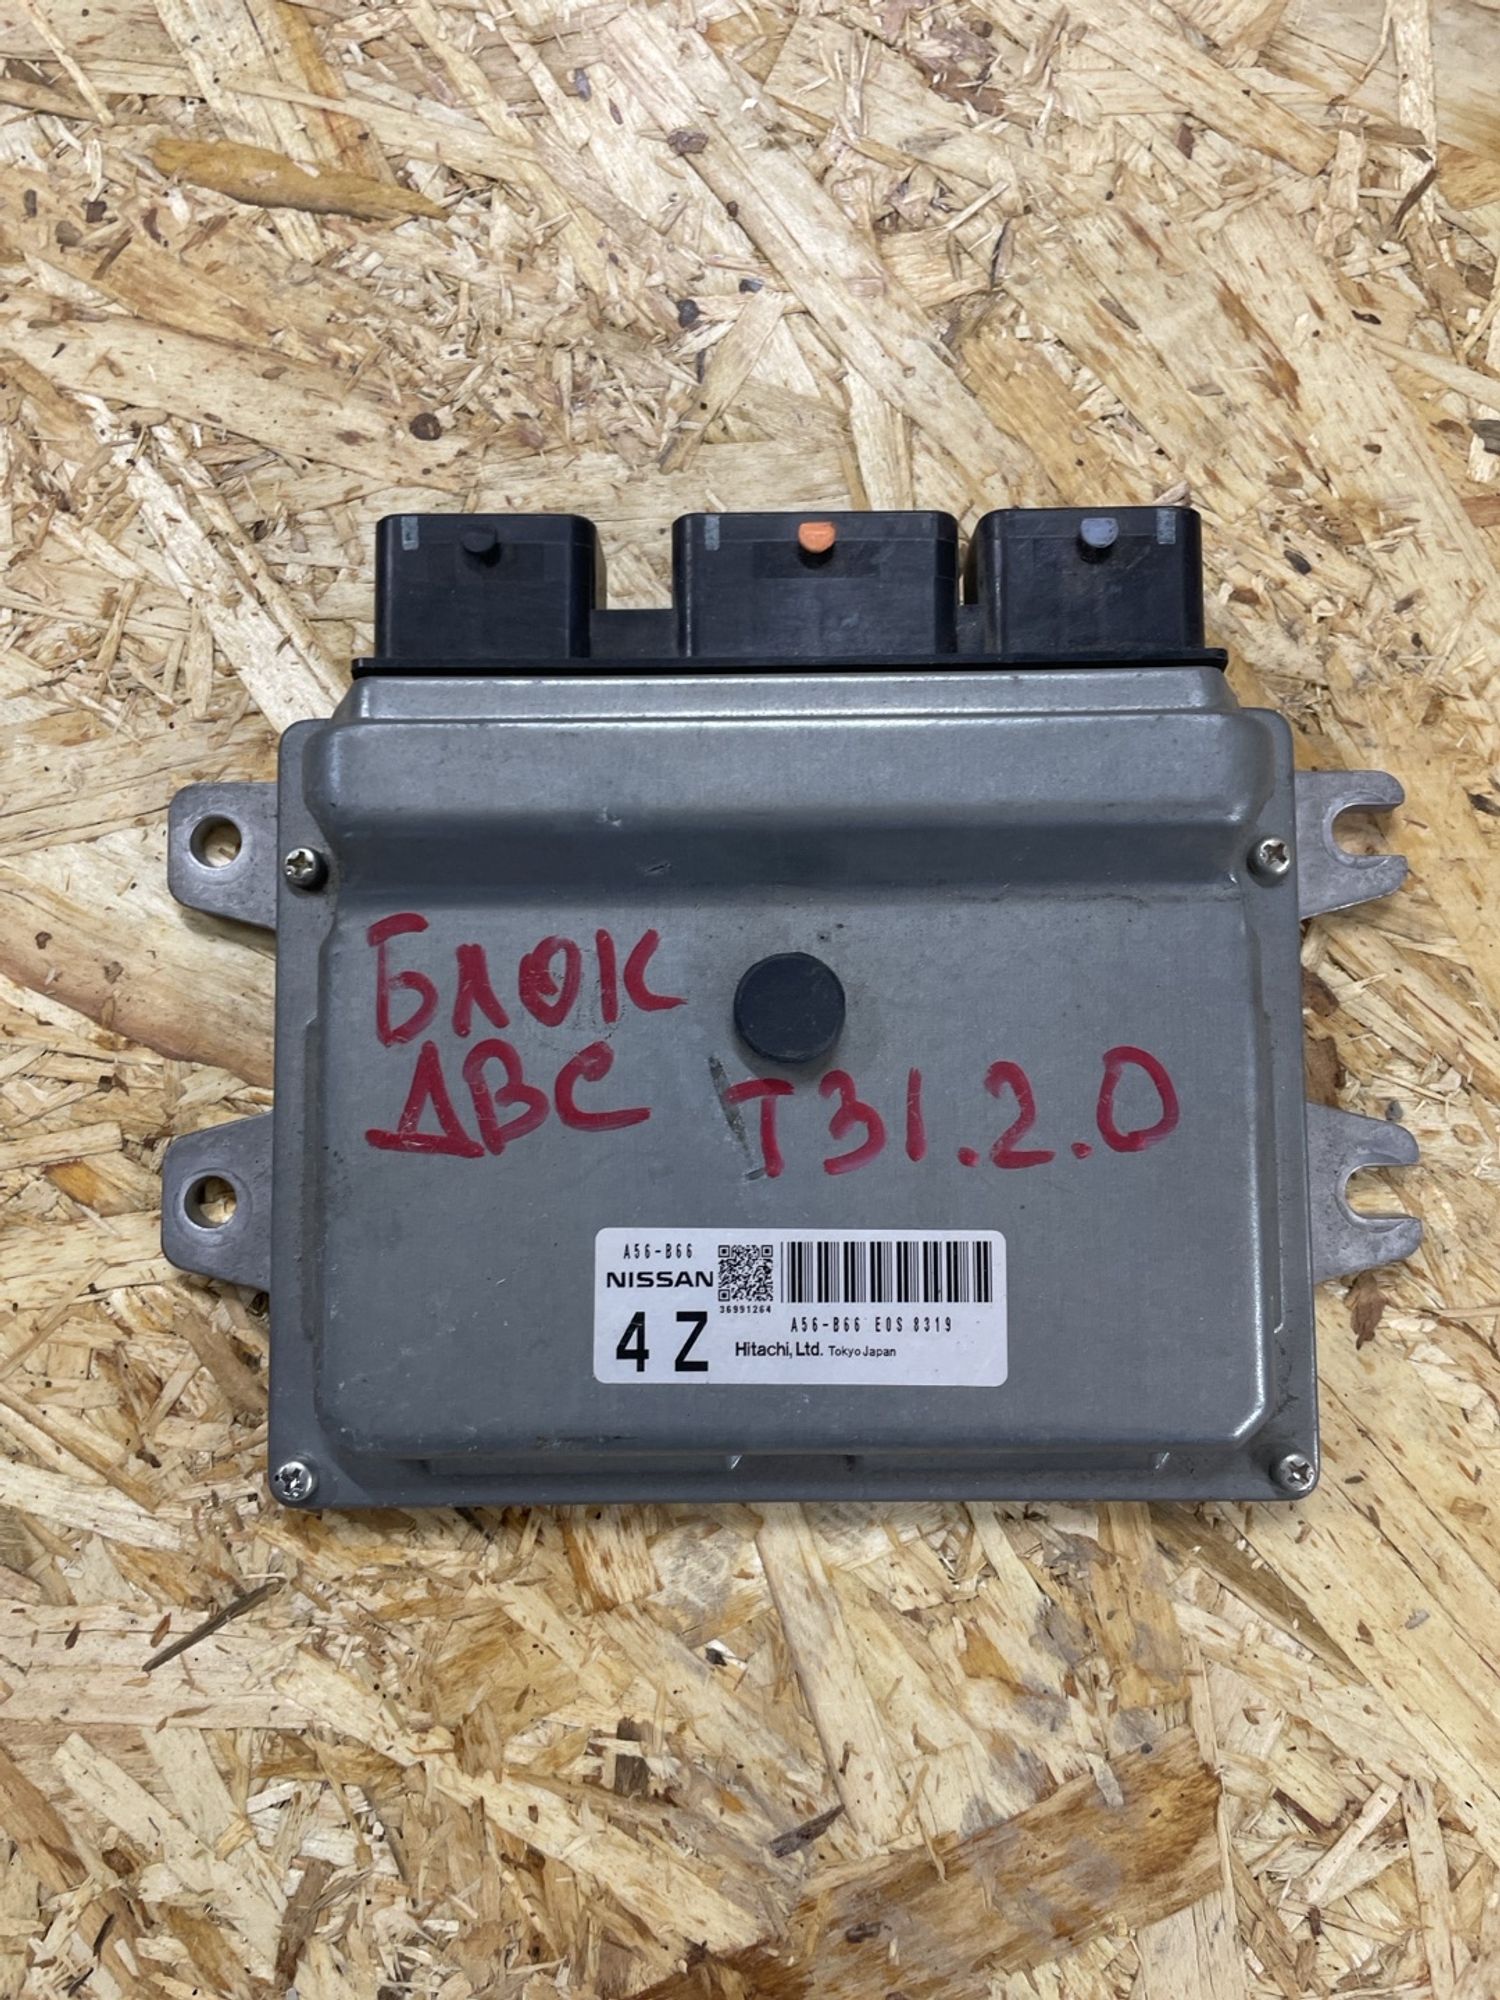 БЛОК
ДВС T31.2.0
A56-B66
NISSAN
36991264
4 Z
A56-B66 E0S 8319
Hitachi, Ltd. Tokyo Japan